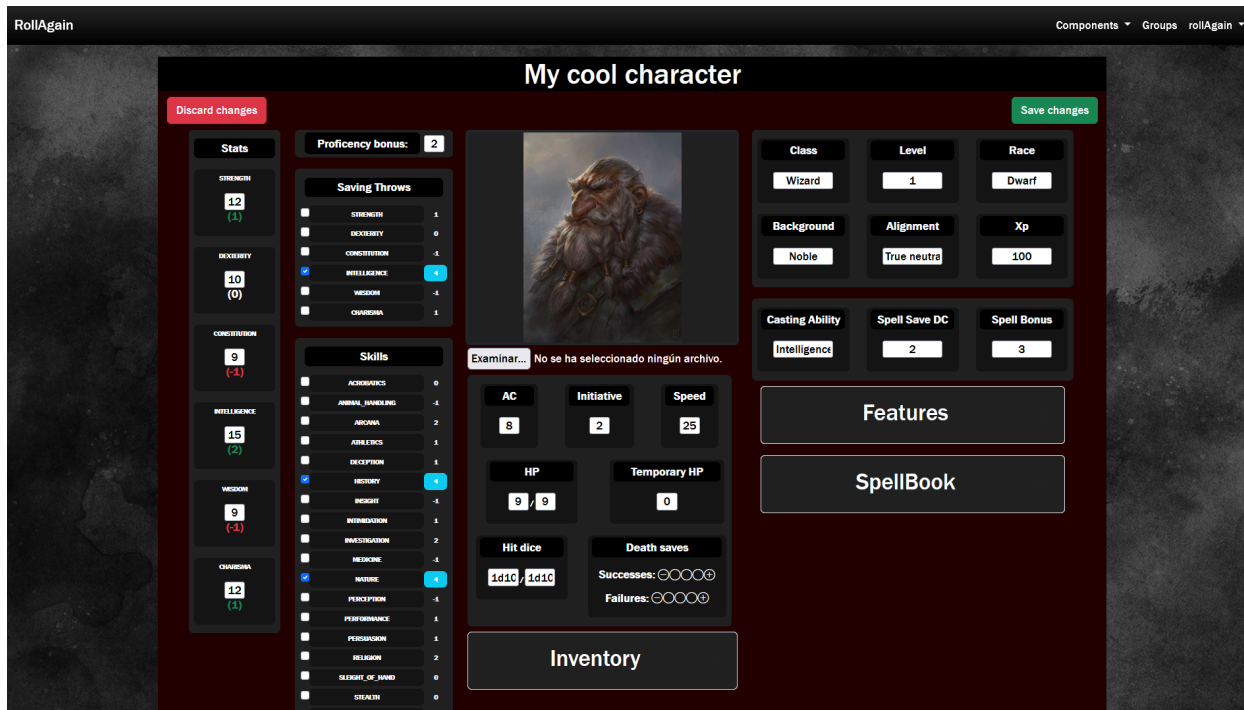 RollAgain
Components Groups rollAgain
My cool character
Discard changes
Save changes
Stats
STRENGTH
12
(1)
DEXTERITY
10
(0)
CONSTITUTION
9
(-1)
INTELLIGENCE
15
(2)
WISDOM
9
(-1)
CHARISMA
12
(1)
Proficency bonus: 2
Saving Throws
STRENGTH 1
DEXTERITY 0
CONSTITUTION -1
INTELLIGENCE 4
WISDOM -1
CHARISMA 1
Skills
ACROBATICS 0
ANIMAL_HANDLING -1
ARCANA 2
ATHLETICS 1
DECEPTION 1
HISTORY 4
INSIGHT -1
INTIMIDATION 1
INVESTIGATION 2
MEDICINE -1
NATURE 4
PERCEPTION -1
PERFORMANCE 1
PERSUASION 1
RELIGION 2
SLEIGHT_OF_HAND 0
STEALTH 0
Examinar... No se ha seleccionado ningún archivo.
AC Initiative Speed
8 2 25
HP Temporary HP
9 / 9 0
Hit dice Death saves
1d10 / 1d10
Successes:
Failures:
Inventory
Class Level Race
Wizard 1 Dwarf
Background Alignment Xp
Noble True neutra 100
Casting Ability Spell Save DC Spell Bonus
Intelligence 2 3
Features
SpellBook